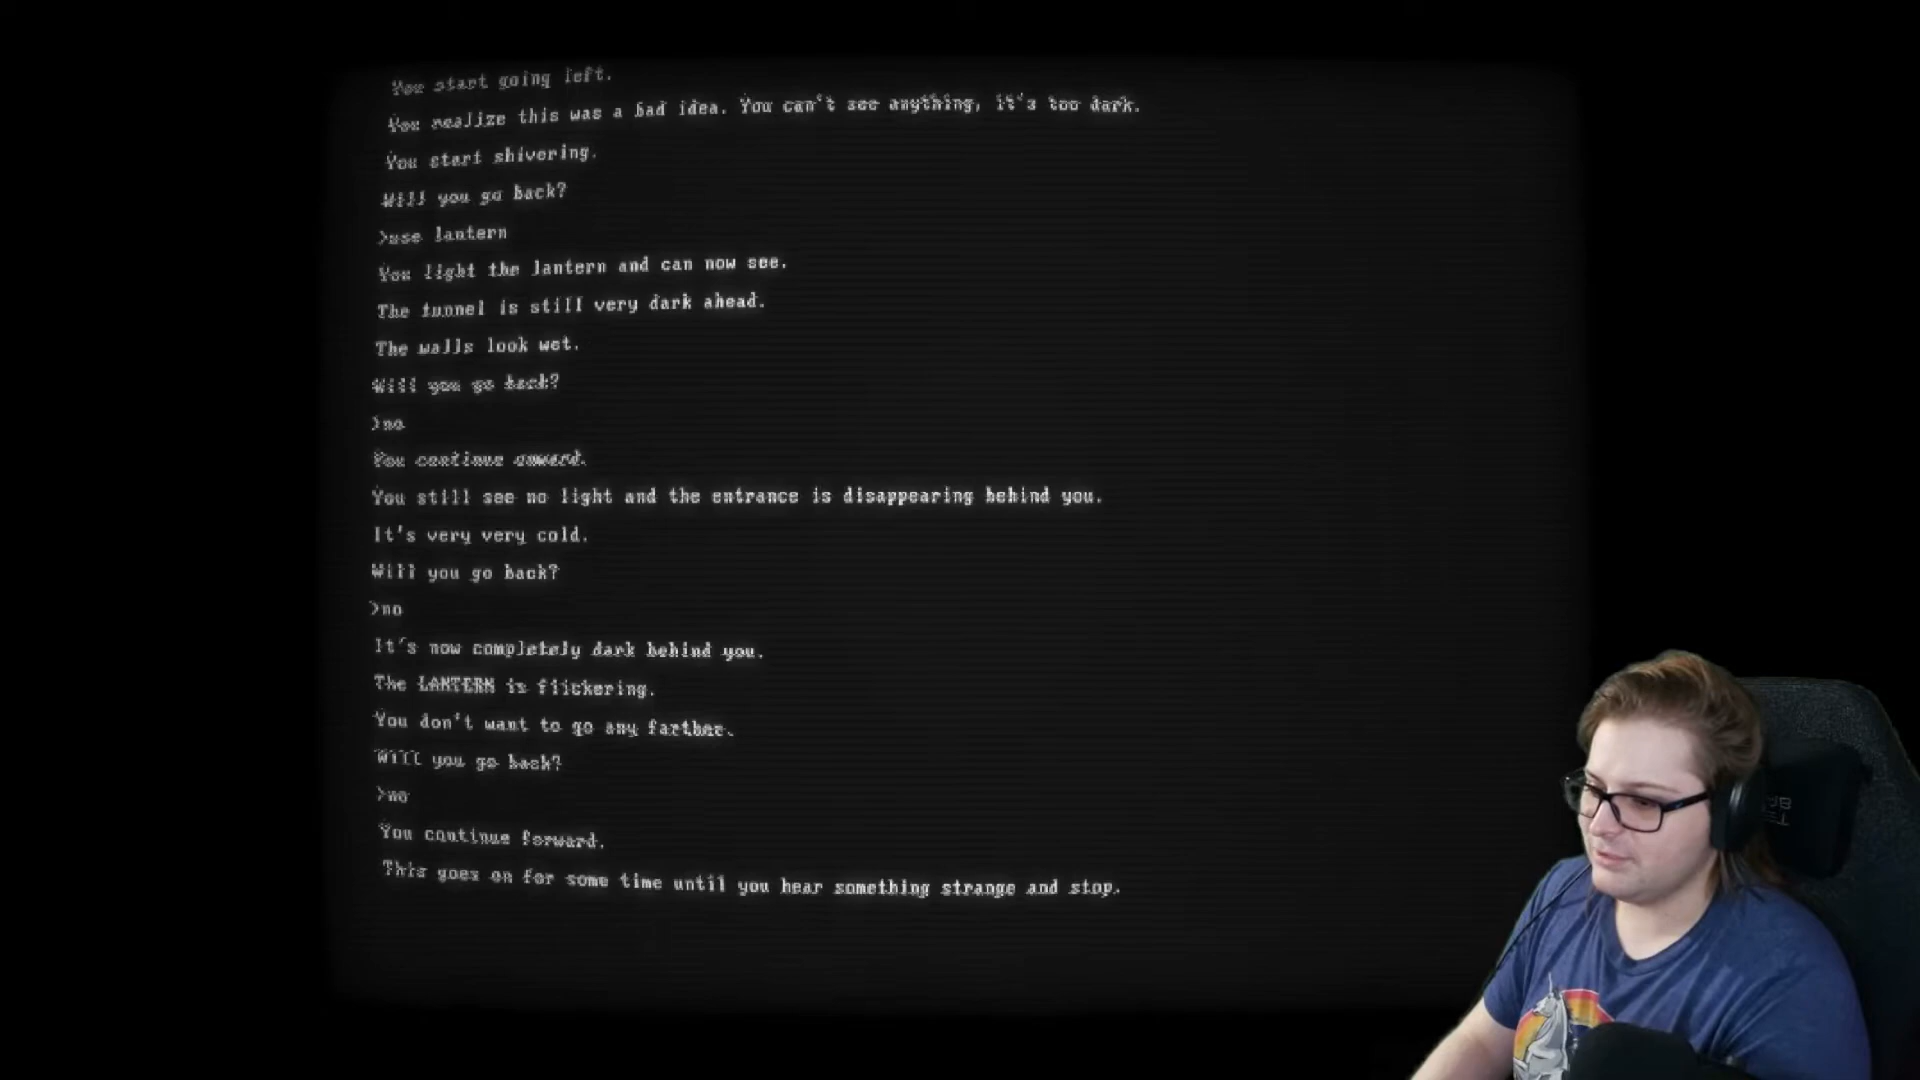 You start going left.
You realize this was a bad idea. You can't see anything, it's too dark.
You start shivering.
Will you go back?
>use lantern
You light the lantern and can now see.
The tunnel is still very dark ahead.
The walls look wet.
Will you go back?
>no
You continue onward.
You still see no light and the entrance is disappearing behind you.
It's very very cold.
Will you go back?
>no
It's now completely dark behind you.
The LANTERN is flickering.
You don't want to go any farther.
Will you go back?
>no
You continue forward.
This goes on for some time until you hear something strange and stop.